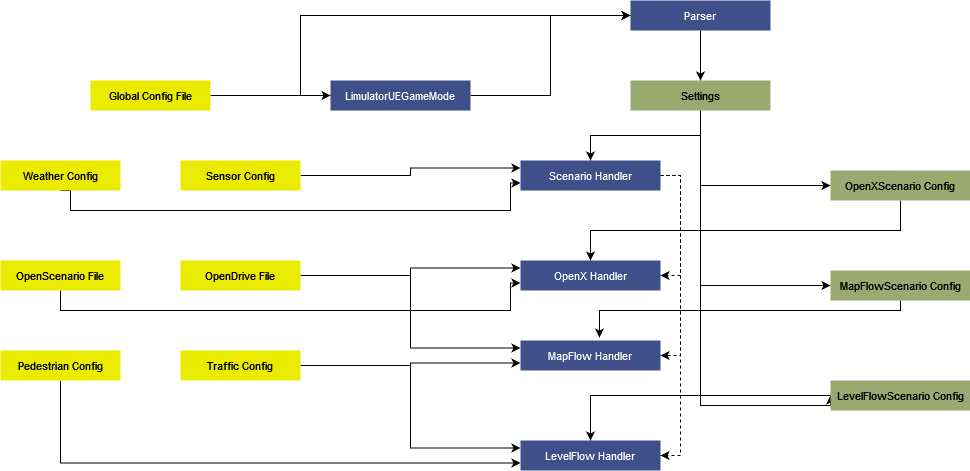 Parser
Global Config File
LimulatorUEGameMode
Settings
Weather Config
Sensor Config
Scenario Handler
OpenXScenario Config
OpenScenario File
OpenDrive File
OpenX Handler
MapFlowScenario Config
MapFlow Handler
Pedestrian Config
Traffic Config
LevelFlowScenario Config
LevelFlow Handler